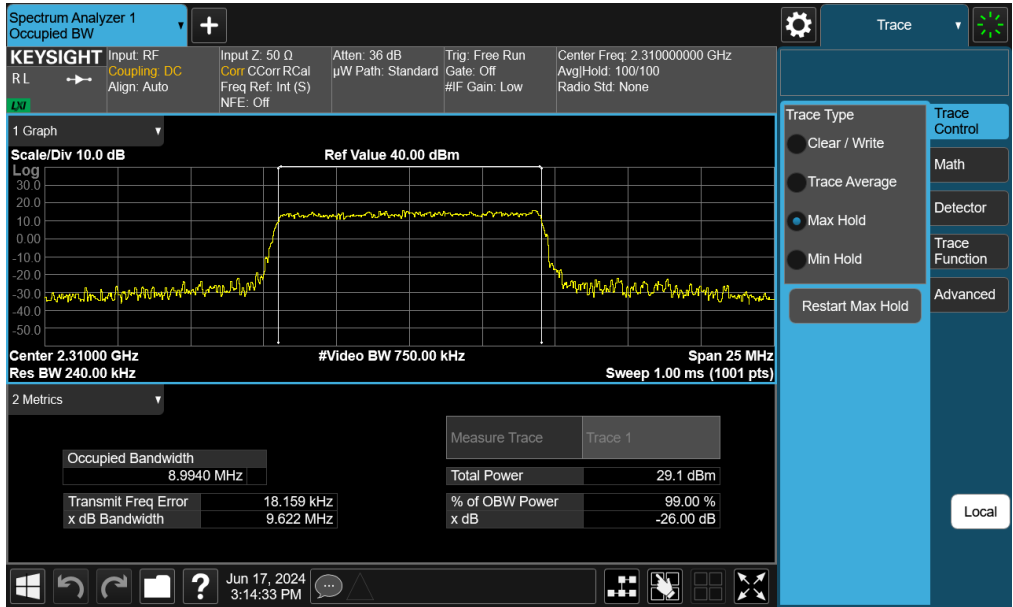 Spectrum Analyzer 1
Occupied BW
+
Trace
KEYSIGHT
R L
LXI
Input: RF
Coupling: DC
Align: Auto
Input Z: 50 Ω
Corr CCorr RCal
Freq Ref: Int (S)
NFE: Off
Atten: 36 dB
µW Path: Standard
Trig: Free Run
Gate: Off
#IF Gain: Low
Center Freq: 2.310000000 GHz
Avg|Hold: 100/100
Radio Std: None
1 Graph
Scale/Div 10.0 dB
Ref Value 40.00 dBm
Log
30.0
20.0
10.0
0.00
-10.0
-20.0
-30.0
-40.0
-50.0
Center 2.31000 GHz
#Video BW 750.00 kHz
Span 25 MHz
Res BW 240.00 kHz
Sweep 1.00 ms (1001 pts)
2 Metrics
Measure Trace
Trace 1
Occupied Bandwidth
8.9940 MHz
Total Power
29.1 dBm
Transmit Freq Error
18.159 kHz
% of OBW Power
99.00 %
x dB Bandwidth
9.622 MHz
x dB
-26.00 dB
Trace Type
Clear / Write
Trace Average
Max Hold
Min Hold
Restart Max Hold
Trace
Control
Math
Detector
Trace
Function
Advanced
Local
?
Jun 17, 2024
3:14:33 PM